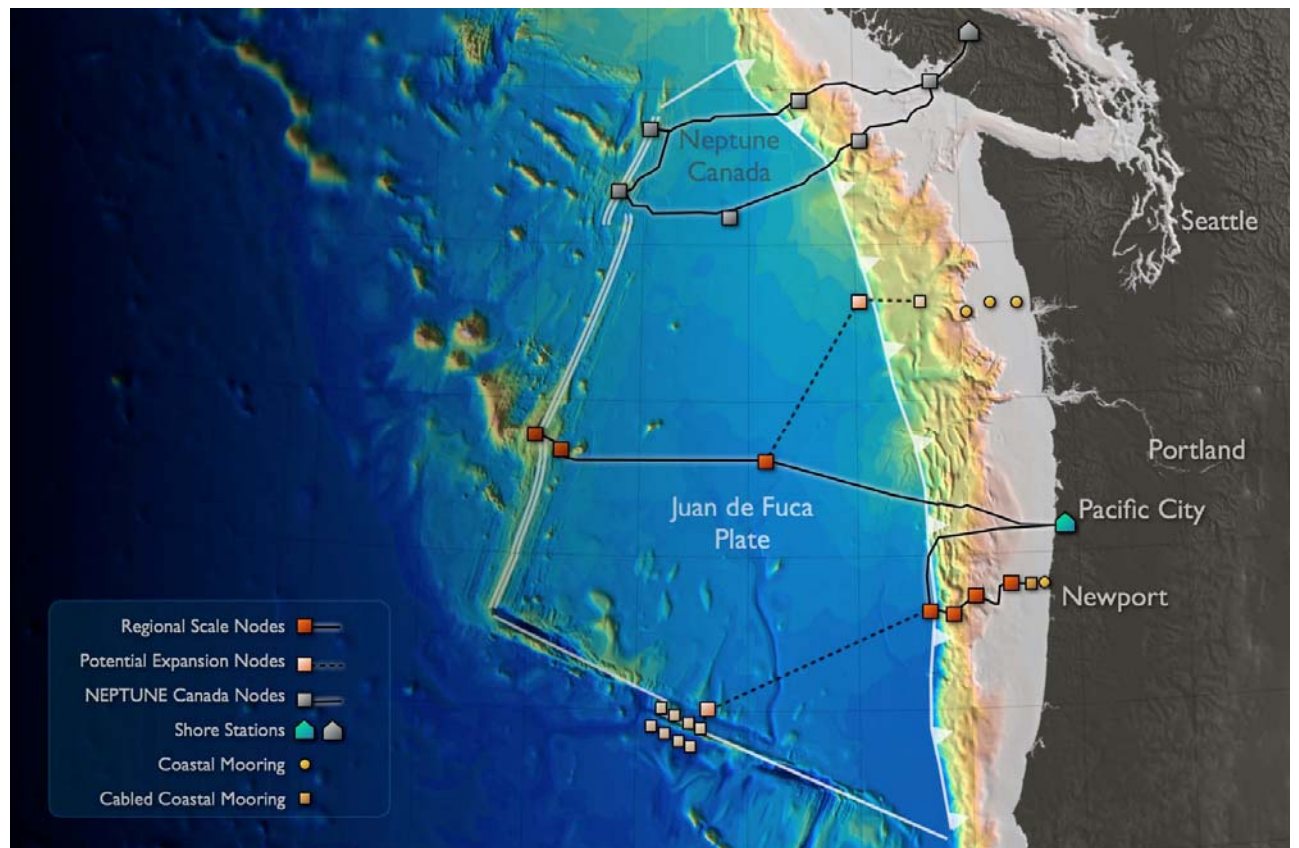 Neptune
Canada
Seattle
Portland
Juan de Fuca
Plate
Pacific City
Newport
Regional Scale Nodes
Potential Expansion Nodes
NEPTUNE Canada Nodes
Shore Stations
Coastal Mooring
Cabled Coastal Mooring